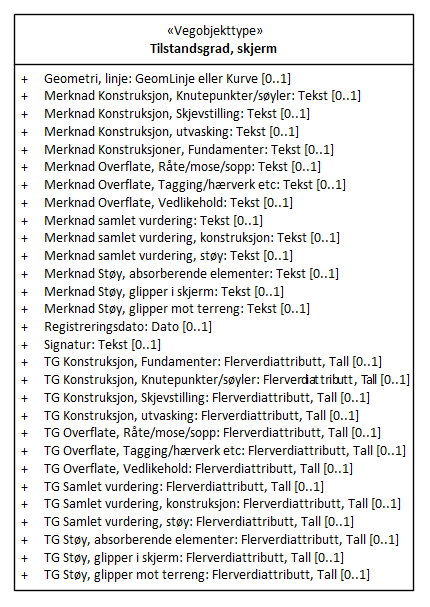 «Vegobjekttype»
Tilstandsgrad, skjerm
+ Geometri, linje: GeomLinje eller Kurve [0..1]
+ Merknad Konstruksjon, Knutepunkter/søyler: Tekst [0..1]
+ Merknad Konstruksjon, Skjevstilling: Tekst [0..1]
+ Merknad Konstruksjon, utvasking: Tekst [0..1]
+ Merknad Konstruksjoner, Fundamenter: Tekst [0..1]
+ Merknad Overflate, Råte/mose/sopp: Tekst [0..1]
+ Merknad Overflate, Tagging/hærverk etc: Tekst [0..1]
+ Merknad Overflate, Vedlikehold: Tekst [0..1]
+ Merknad samlet vurdering: Tekst [0..1]
+ Merknad samlet vurdering, konstruksjon: Tekst [0..1]
+ Merknad samlet vurdering, støy: Tekst [0..1]
+ Merknad Støy, absorberende elementer: Tekst [0..1]
+ Merknad Støy, glipper i skjerm: Tekst [0..1]
+ Merknad Støy, glipper mot terreng: Tekst [0..1]
+ Registreringsdato: Dato [0..1]
+ Signatur: Tekst [0..1]
+ TG Konstruksjon, Fundamenter: Flerverdiattributt, Tall [0..1]
+ TG Konstruksjon, Knutepunkter/søyler: Flerverdiattributt, Tall [0..1]
+ TG Konstruksjon, Skjevstilling: Flerverdiattributt, Tall [0..1]
+ TG Konstruksjon, utvasking: Flerverdiattributt, Tall [0..1]
+ TG Overflate, Råte/mose/sopp: Flerverdiattributt, Tall [0..1]
+ TG Overflate, Tagging/hærverk etc: Flerverdiattributt, Tall [0..1]
+ TG Overflate, Vedlikehold: Flerverdiattributt, Tall [0..1]
+ TG Samlet vurdering: Flerverdiattributt, Tall [0..1]
+ TG Samlet vurdering, konstruksjon: Flerverdiattributt, Tall [0..1]
+ TG Samlet vurdering, støy: Flerverdiattributt, Tall [0..1]
+ TG Støy, absorberende elementer: Flerverdiattributt, Tall [0..1]
+ TG Støy, glipper i skjerm: Flerverdiattributt, Tall [0..1]
+ TG Støy, glipper mot terreng: Flerverdiattributt, Tall [0..1]